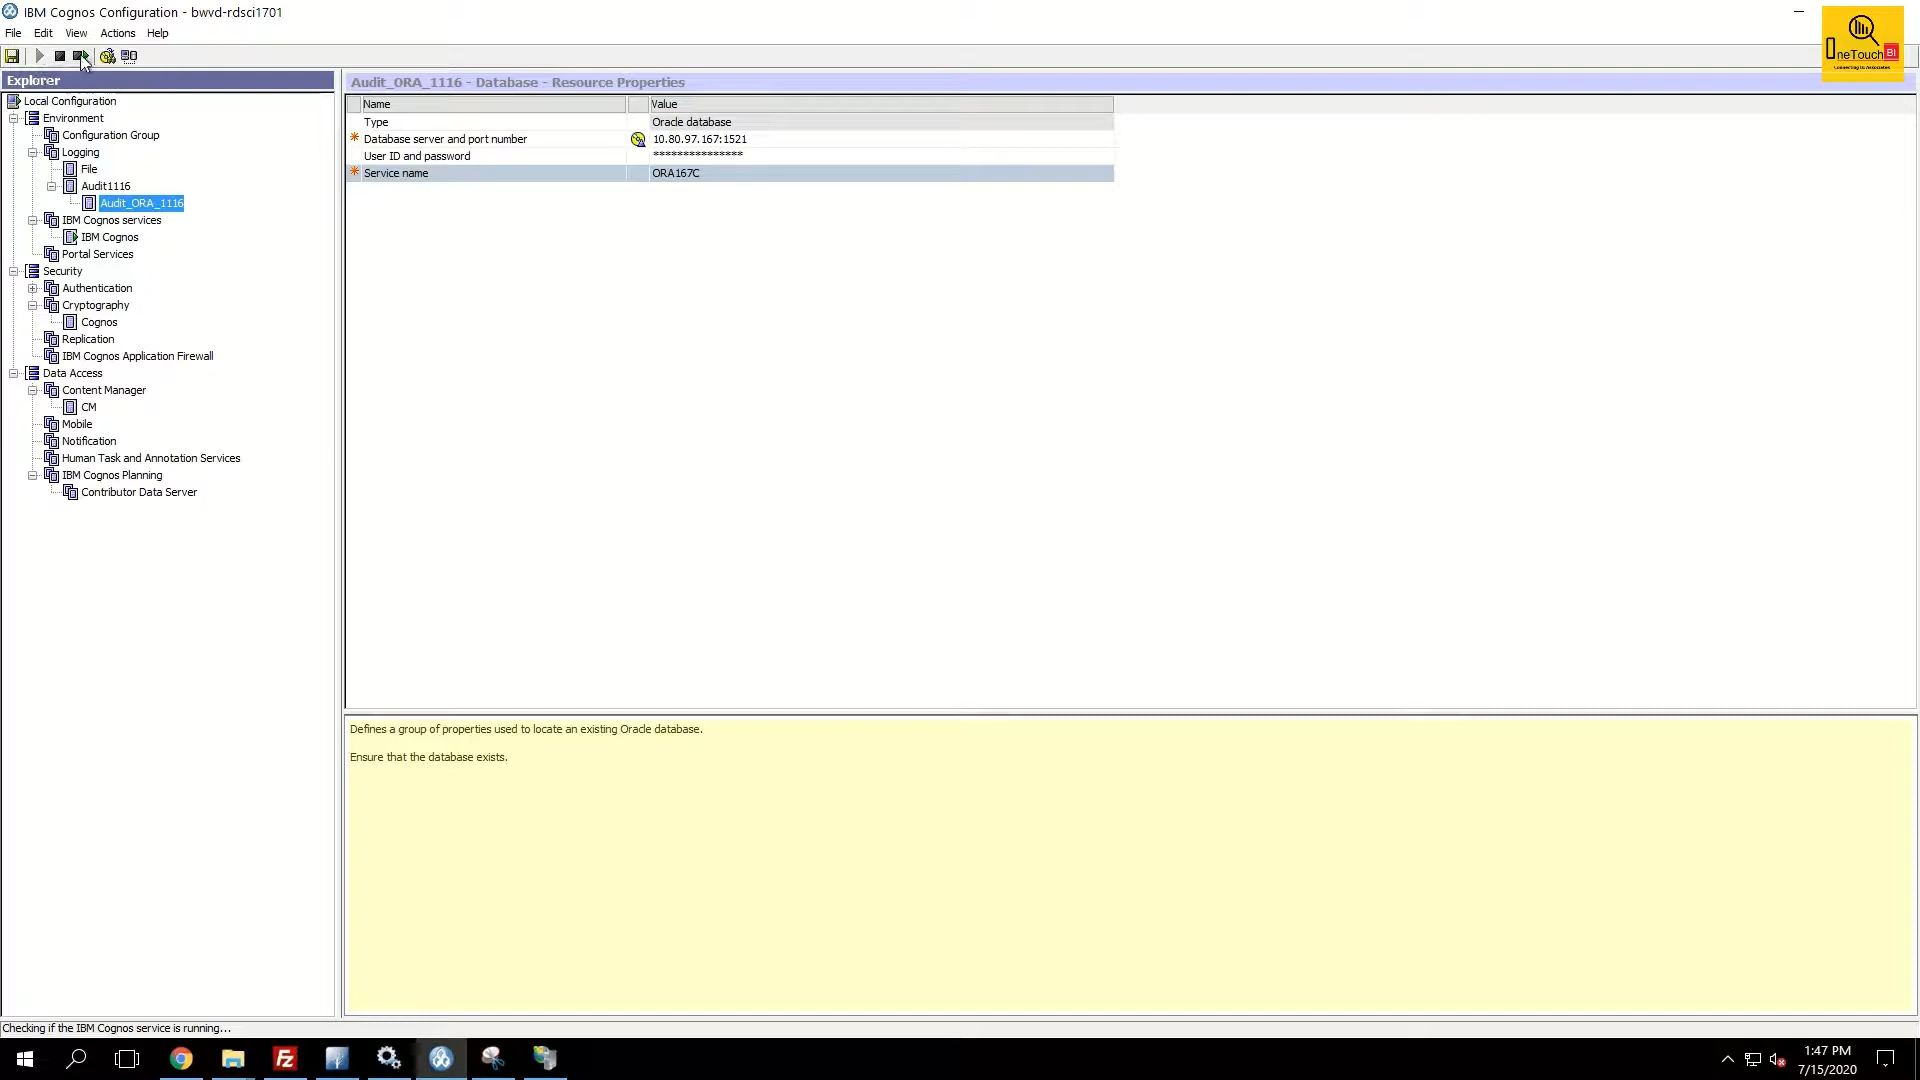 IBM Cognos Configuration - bwvd-rdsci1701
File Edit View Actions Help
neTouch BI
Connecting BI Associates
Explorer
Local Configuration
Environment
Configuration Group
Logging
File
Audit1116
Audit_ORA_1116
IBM Cognos services
IBM Cognos
Portal Services
Security
Authentication
Cryptography
Cognos
Replication
IBM Cognos Application Firewall
Data Access
Content Manager
CM
Mobile
Notification
Human Task and Annotation Services
IBM Cognos Planning
Contributor Data Server
Audit_ORA_1116 - Database - Resource Properties
Name Value
Type Oracle database
* Database server and port number 10.80.97.167:1521
User ID and password ***************
* Service name ORA167C
Defines a group of properties used to locate an existing Oracle database.
Ensure that the database exists.
Checking if the IBM Cognos service is running...
Fz
1:47 PM
7/15/2020